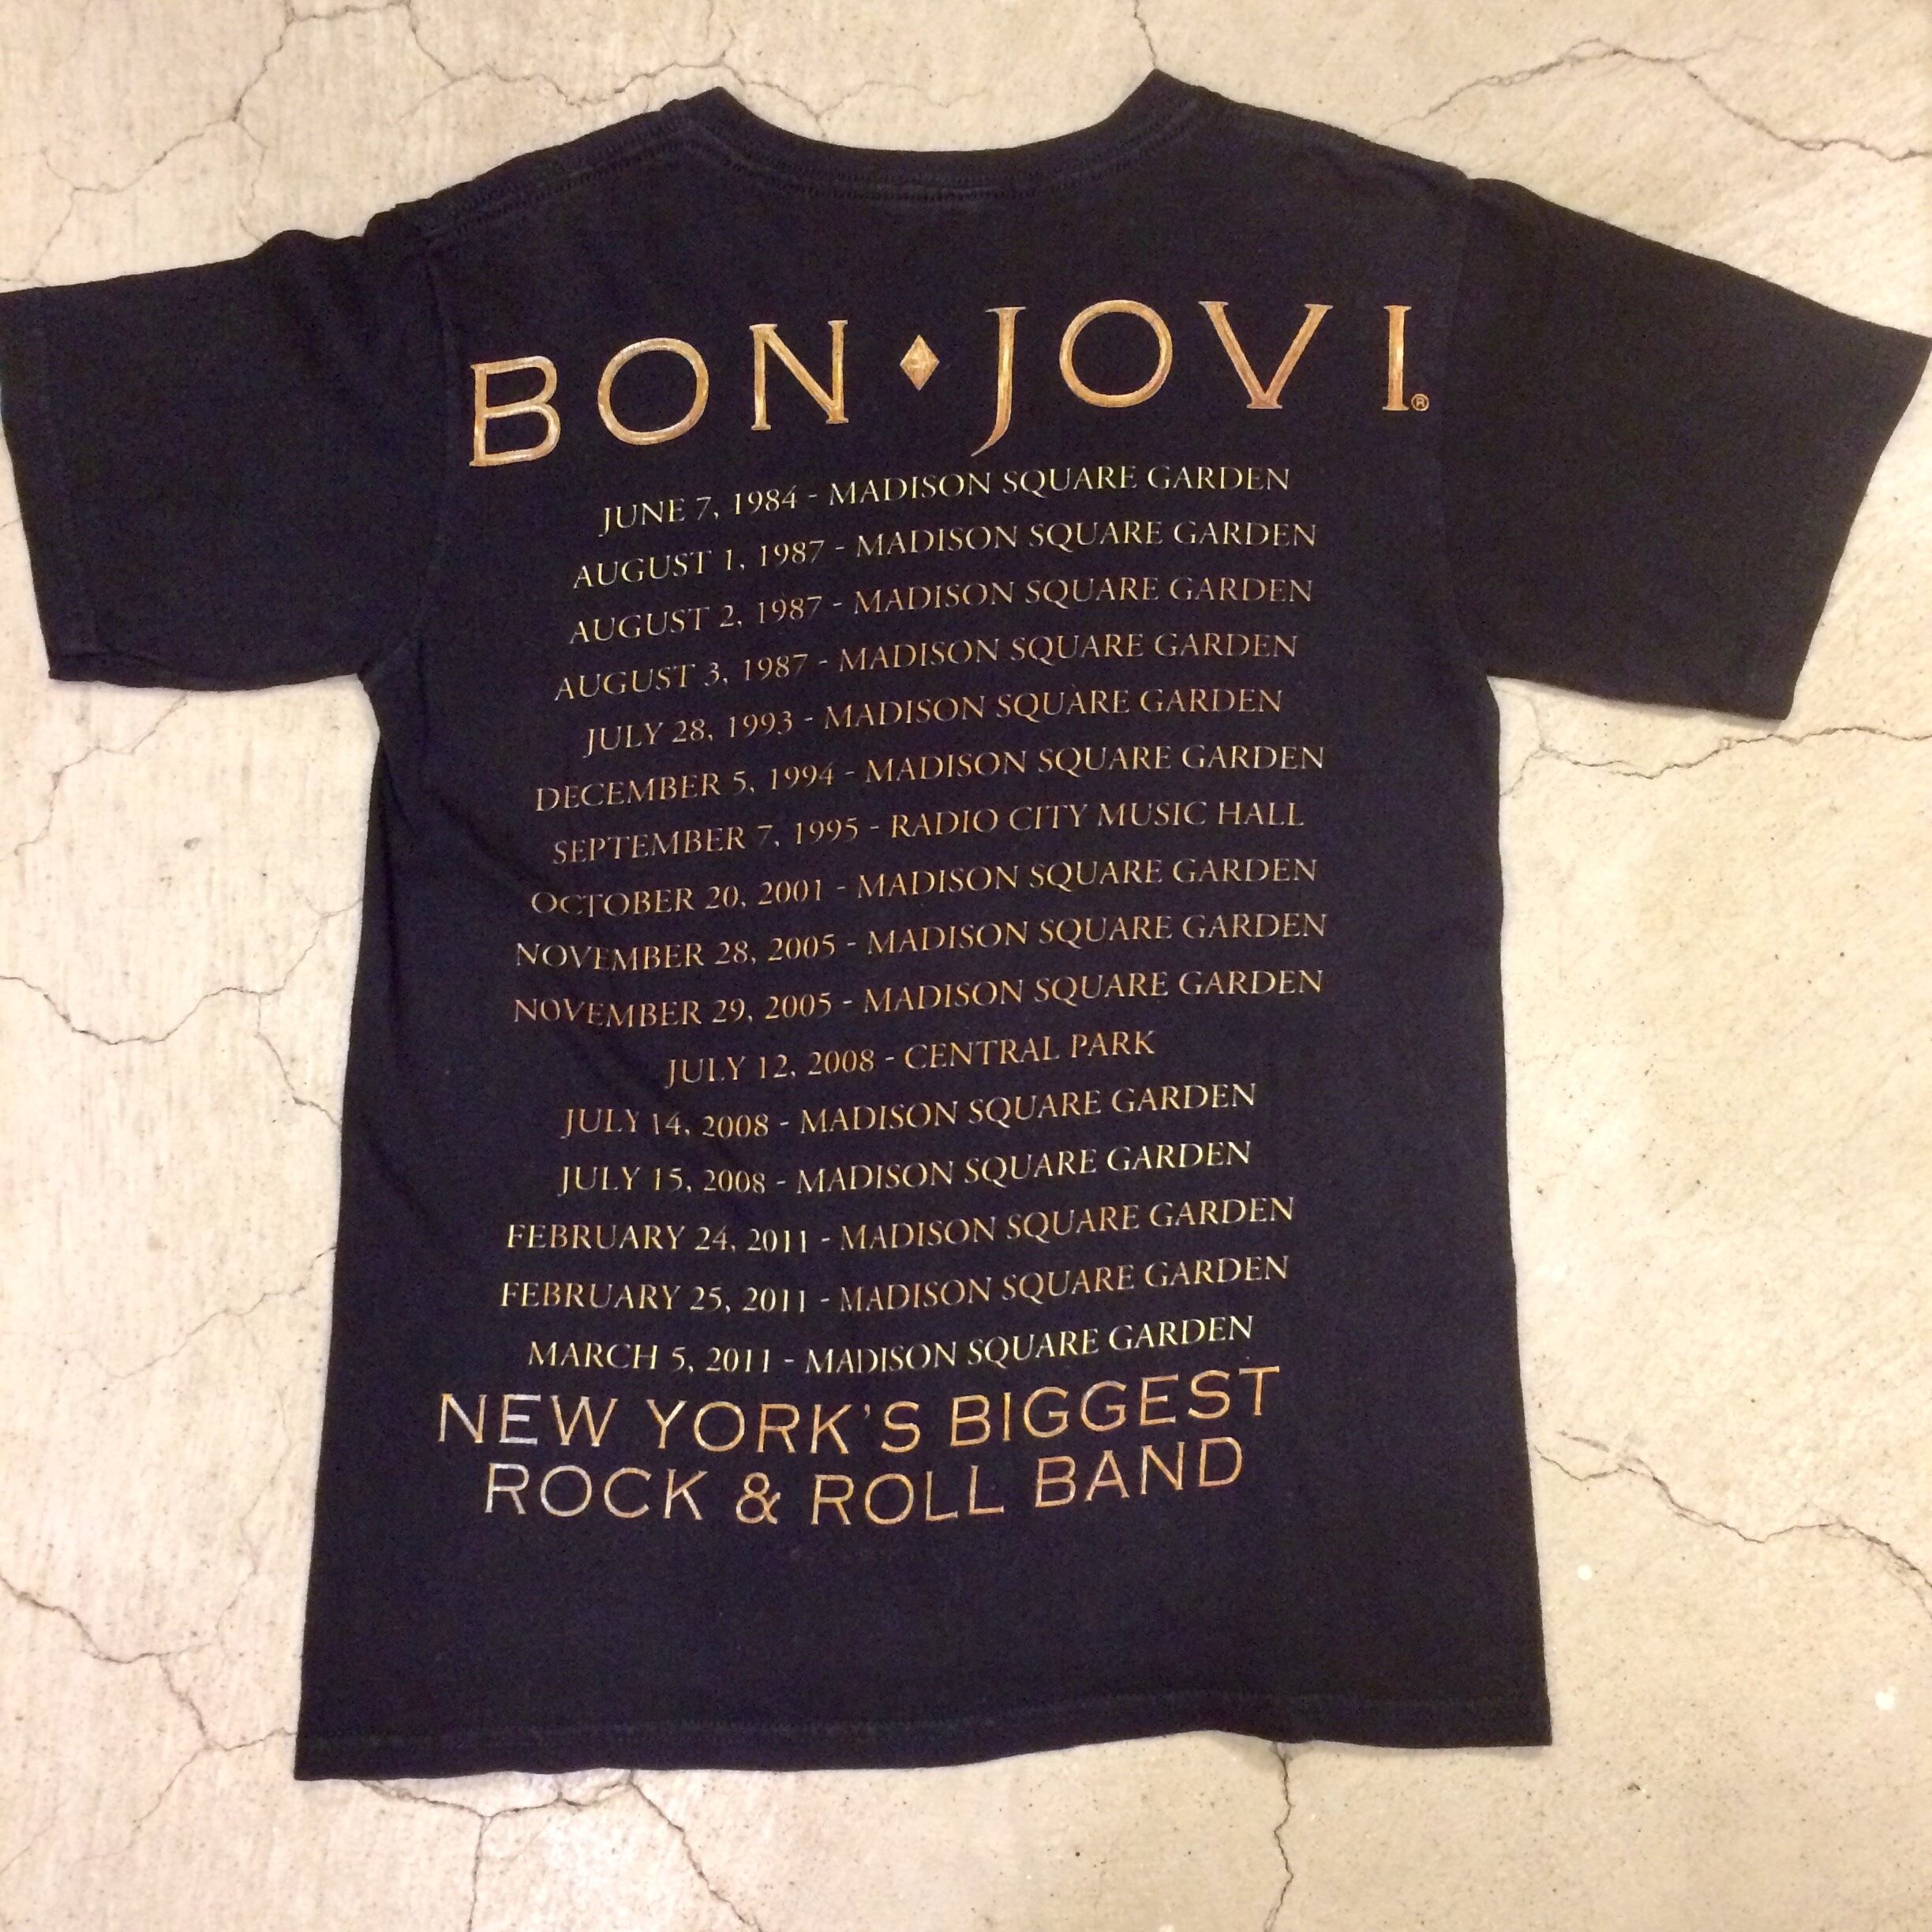 BON ♦ JOVI®
JUNE 7, 1984 - MADISON SQUARE GARDEN
AUGUST 1, 1987 - MADISON SQUARE GARDEN
AUGUST 2, 1987 - MADISON SQUARE GARDEN
AUGUST 3, 1987 - MADISON SQUARE GARDEN
JULY 28, 1993 - MADISON SQUARE GARDEN
DECEMBER 5, 1994 - MADISON SQUARE GARDEN
SEPTEMBER 7, 1995 - RADIO CITY MUSIC HALL
OCTOBER 20, 2001 - MADISON SQUARE GARDEN
NOVEMBER 28, 2005 - MADISON SQUARE GARDEN
NOVEMBER 29, 2005 - MADISON SQUARE GARDEN
JULY 12, 2008 - CENTRAL PARK
JULY 14, 2008 - MADISON SQUARE GARDEN
JULY 15, 2008 - MADISON SQUARE GARDEN
FEBRUARY 24, 2011 - MADISON SQUARE GARDEN
FEBRUARY 25, 2011 - MADISON SQUARE GARDEN
MARCH 5, 2011 - MADISON SQUARE GARDEN
NEW YORK'S BIGGEST
ROCK & ROLL BAND